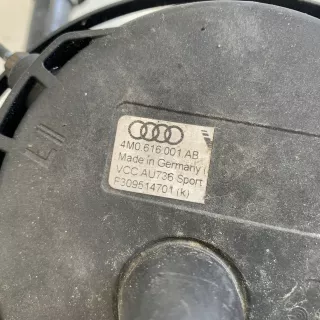 4M0.616.001.AB
Made in Germany
VCC AU736 Sport
F309514701 (k)